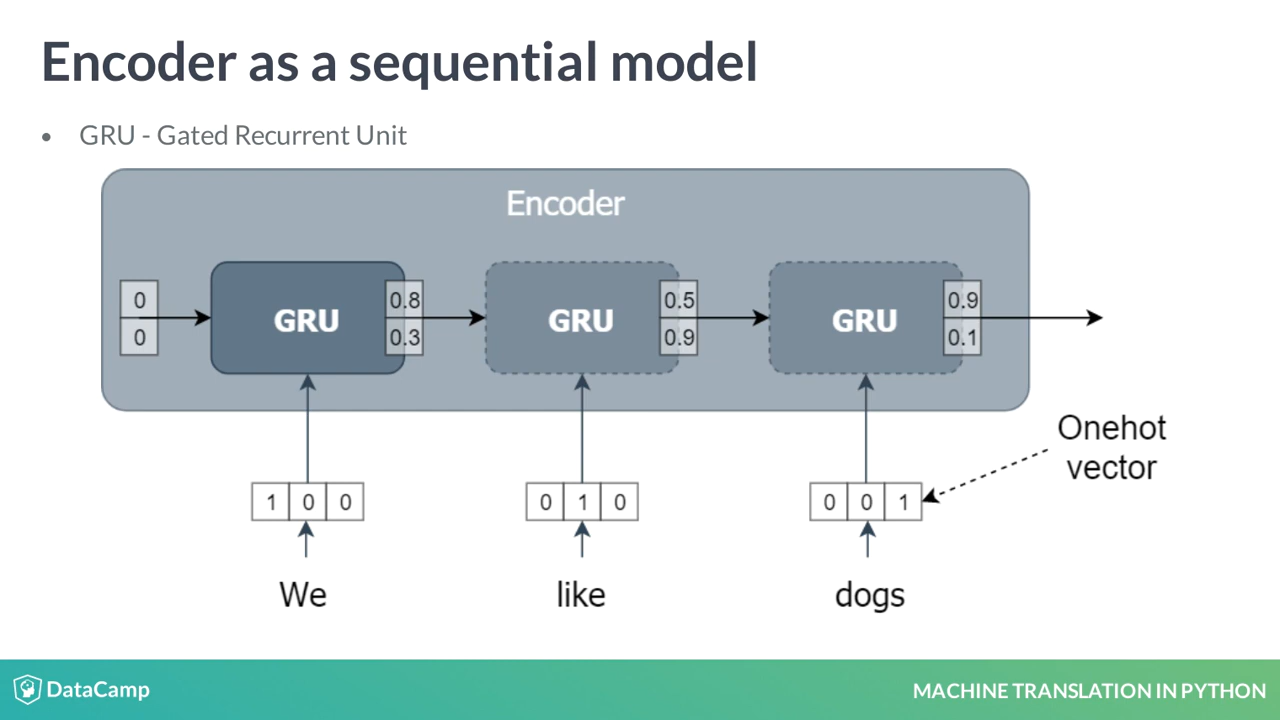 Encoder as a sequential model
• GRU - Gated Recurrent Unit
Encoder
0 0.8 0.5 0.9
GRU GRU GRU
0 0.3 0.9 0.1
Onehot
vector
1 0 0 0 1 0 0 0 1
We like dogs
DataCamp MACHINE TRANSLATION IN PYTHON